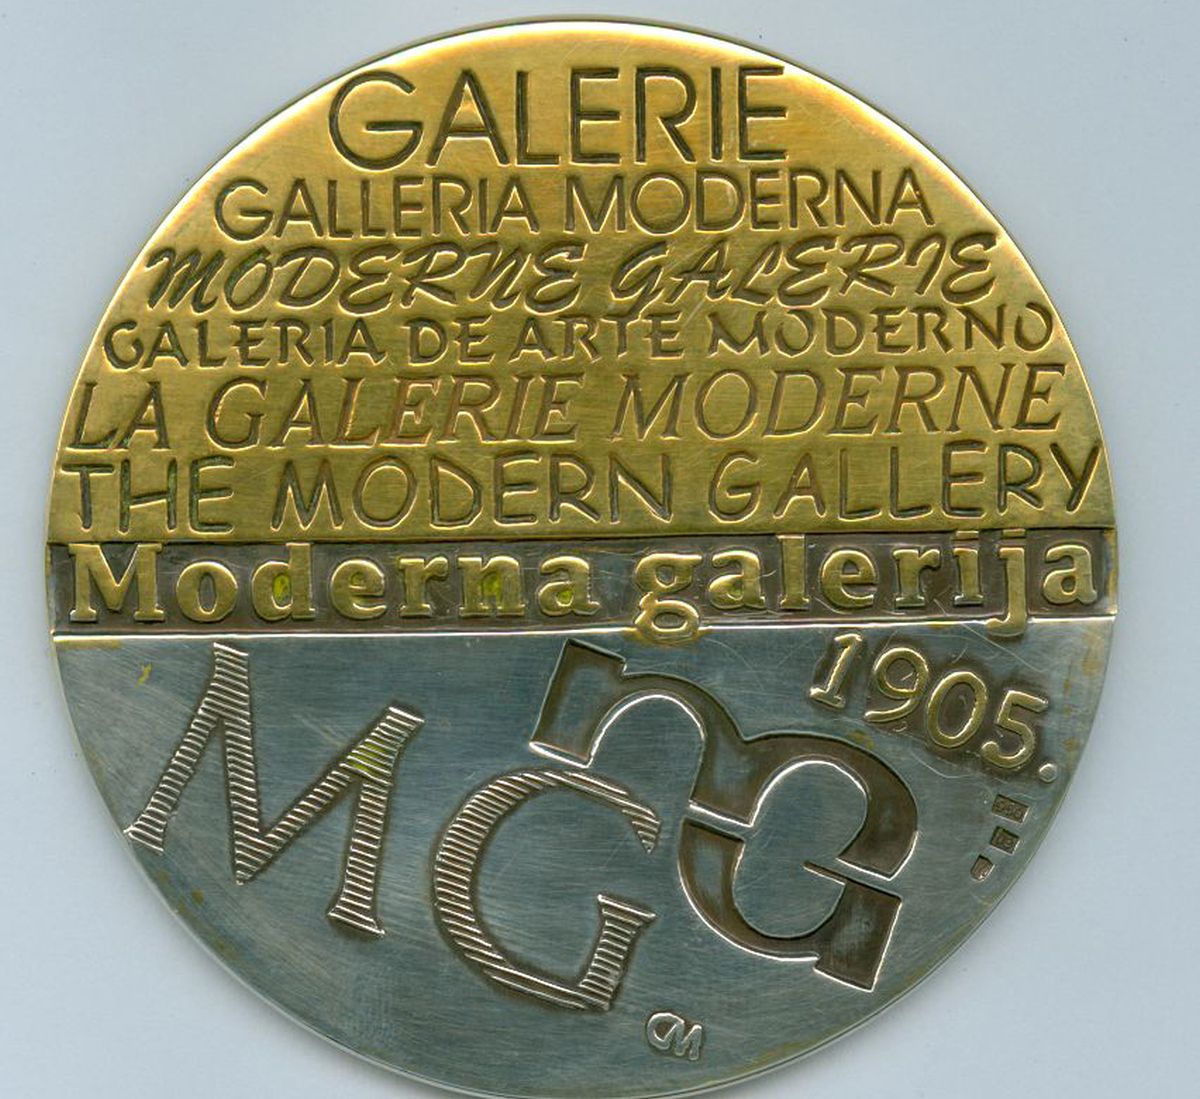 GALERIE
GALLERIA MODERNA
MODERNE GALERIE
GALERIA DE ARTE MODERNO
LA GALERIE MODERNE
THE MODERN GALLERY
Moderna galerija
1905.
MG
mG